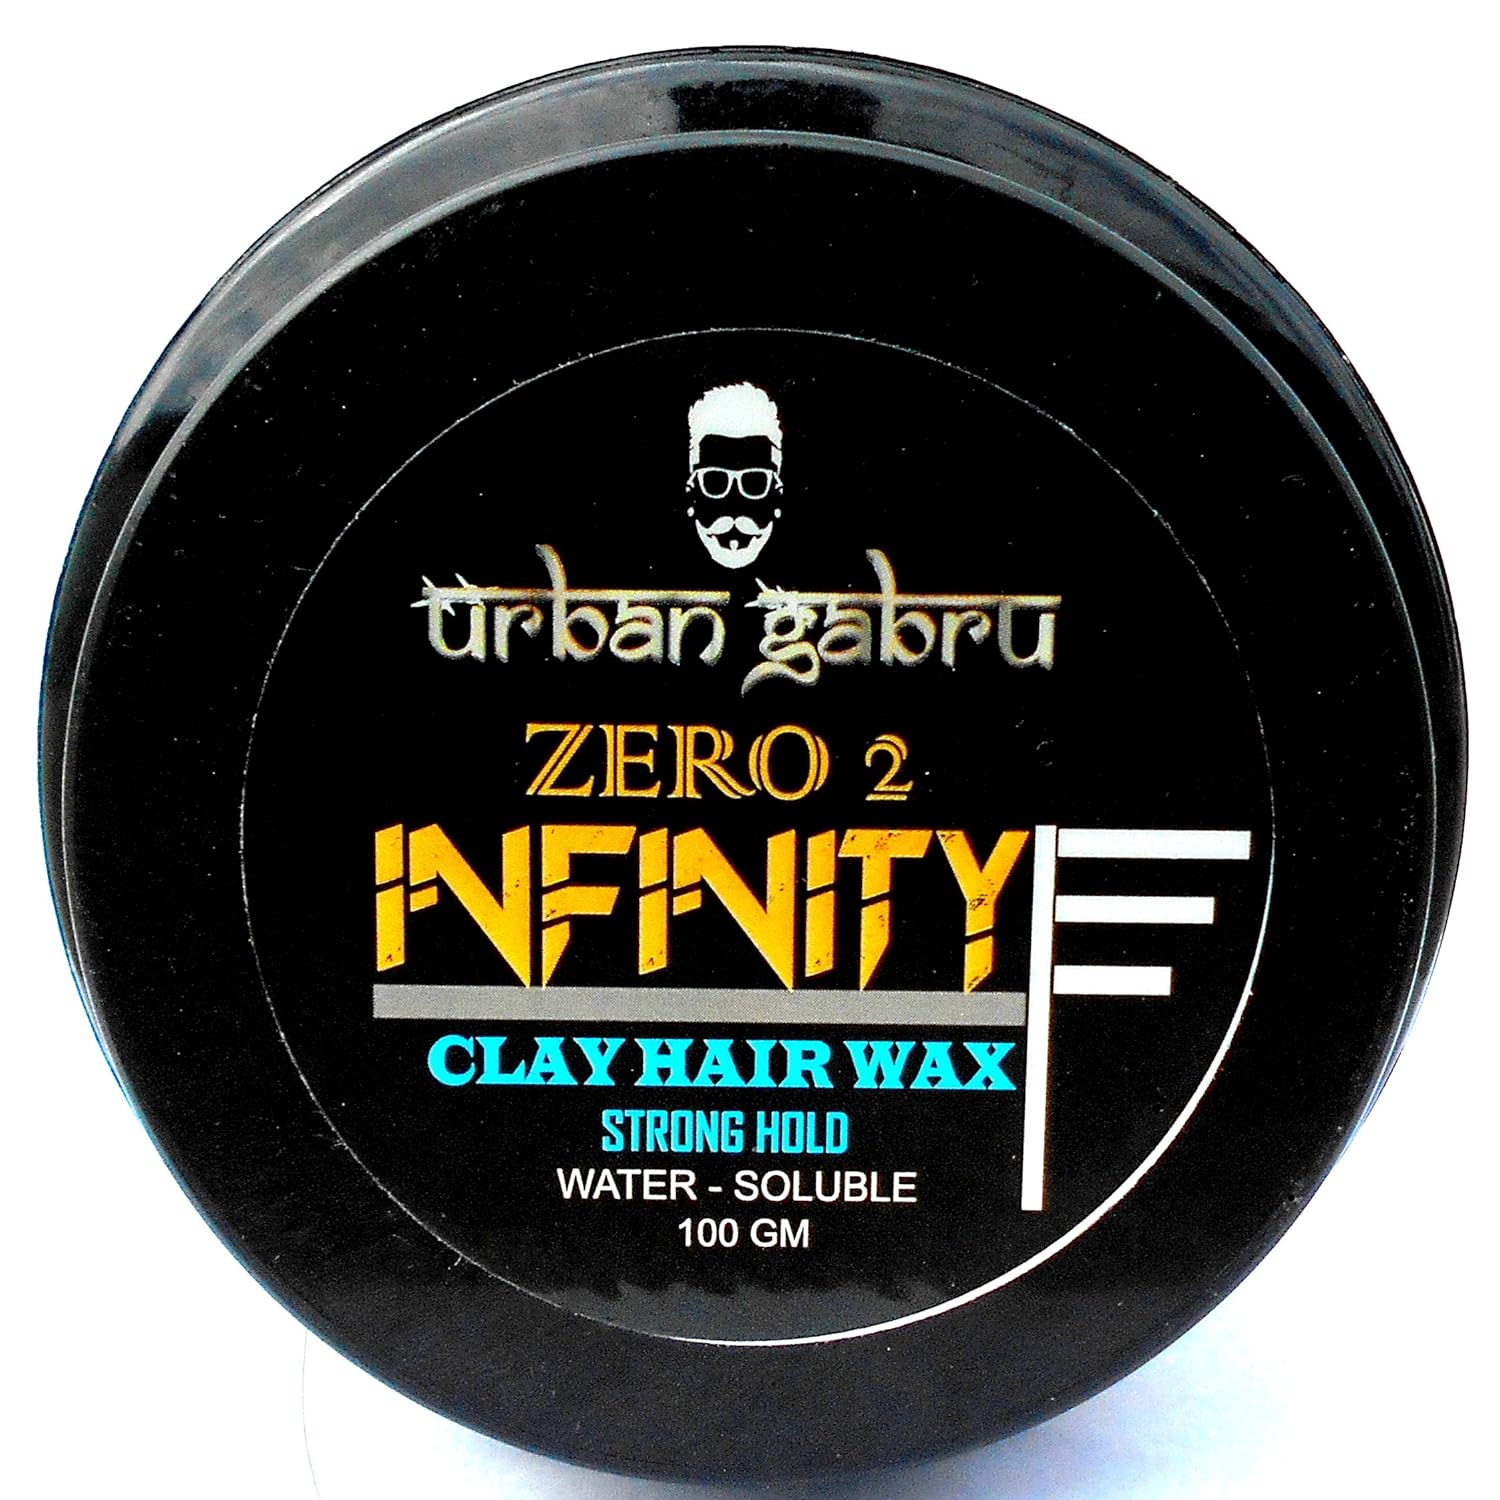 urban gabru
ZERO 2
INFINITY
CLAY HAIR WAX
STRONG HOLD
WATER - SOLUBLE
100 GM